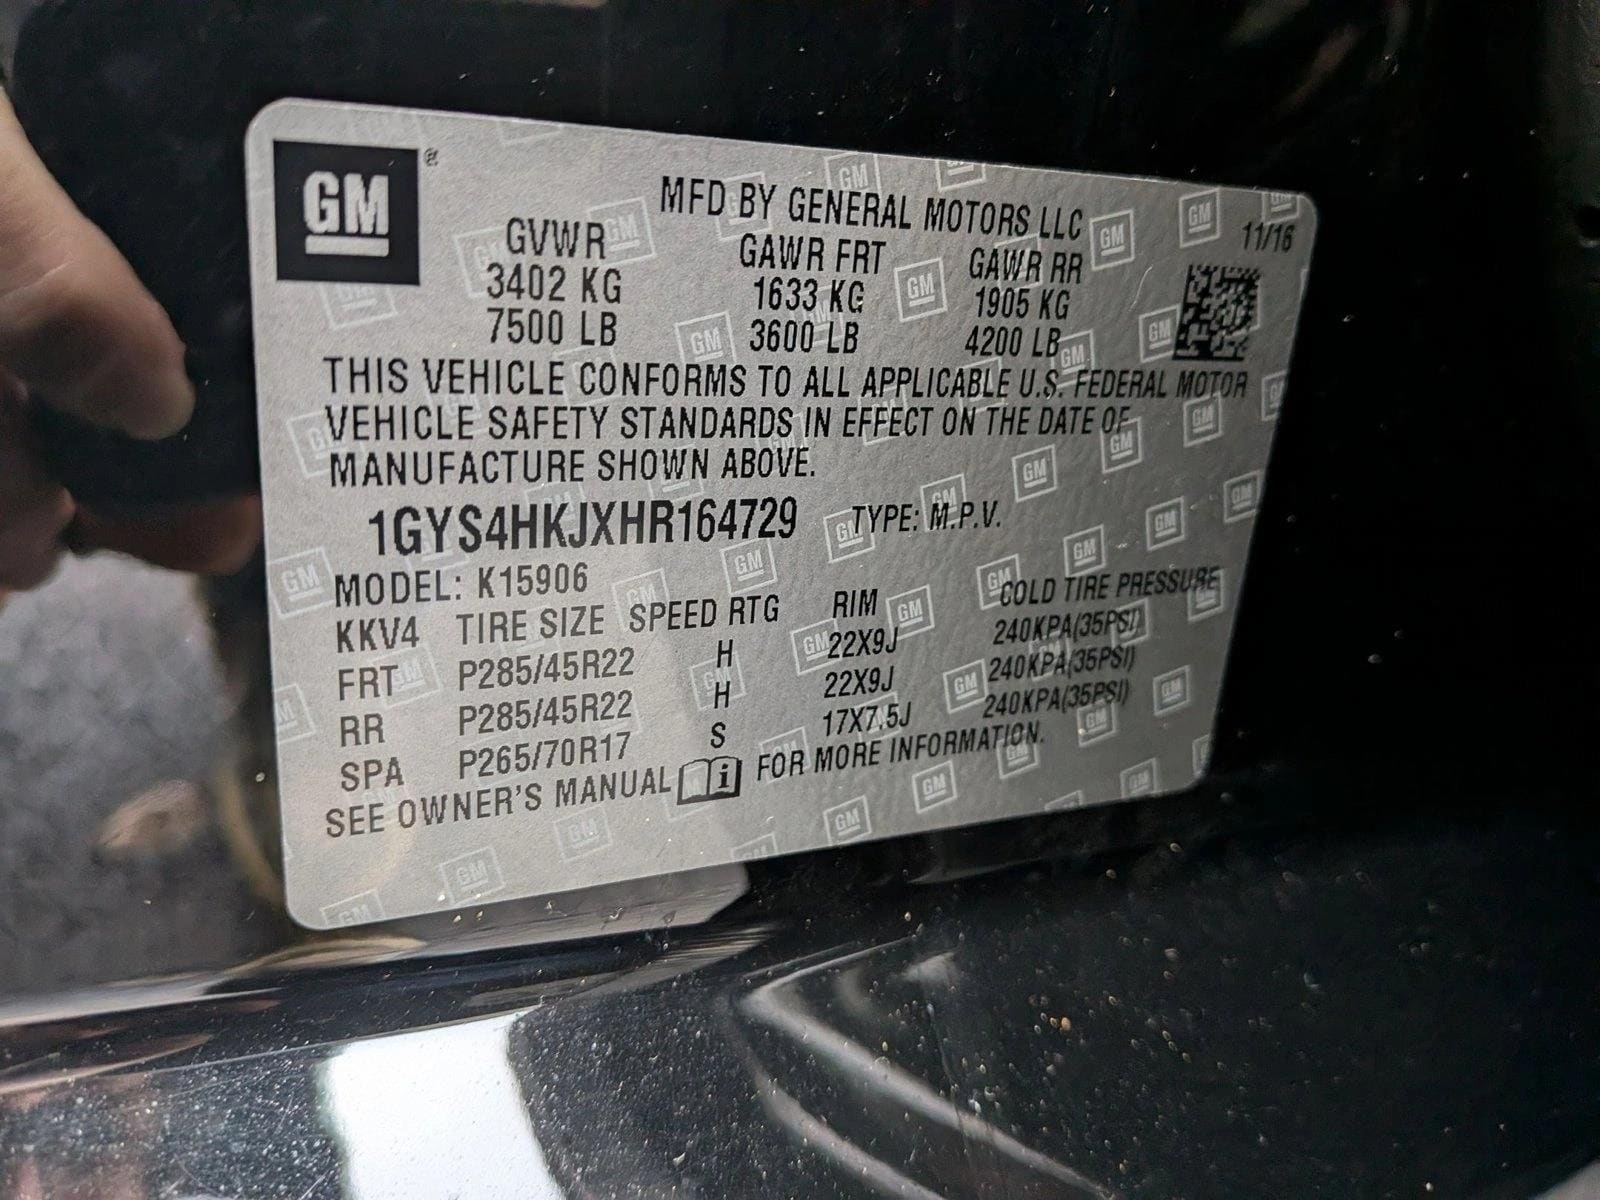 GM ®
MFD BY GENERAL MOTORS LLC
11/16
GVWR GAWR FRT GAWR RR
3402 KG 1633 KG 1905 KG
7500 LB 3600 LB 4200 LB
THIS VEHICLE CONFORMS TO ALL APPLICABLE U.S. FEDERAL MOTOR
VEHICLE SAFETY STANDARDS IN EFFECT ON THE DATE OF
MANUFACTURE SHOWN ABOVE.
1GYS4HKJXHR164729 TYPE: M.P.V.
MODEL: K15906
KKV4 TIRE SIZE SPEED RTG RIM COLD TIRE PRESSURE
FRT P285/45R22 H 22X9J 240KPA(35PSI)
RR P285/45R22 H 22X9J 240KPA(35PSI)
SPA P265/70R17 S 17X7.5J 240KPA(35PSI)
SEE OWNER'S MANUAL i FOR MORE INFORMATION.